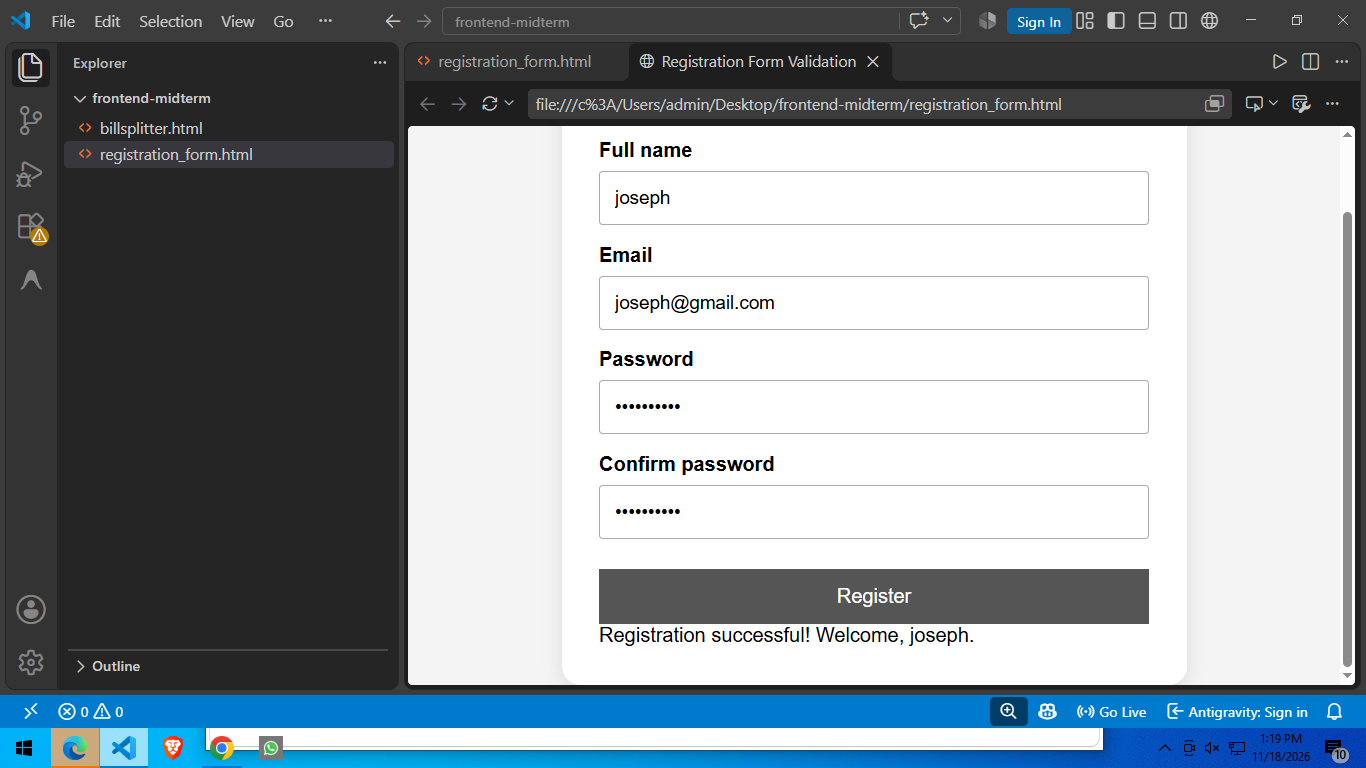 File Edit Selection View Go ··· frontend-midterm Sign In
Explorer ···
registration_form.html Registration Form Validation
frontend-midterm
file:///c%3A/Users/admin/Desktop/frontend-midterm/registration_form.html
billsplitter.html
registration_form.html
Full name
joseph
Email
joseph@gmail.com
Password
••••••••••
Confirm password
••••••••••
Register
Registration successful! Welcome, joseph.
Outline
0 0 Go Live Antigravity: Sign in
1:19 PM
11/18/2026
10